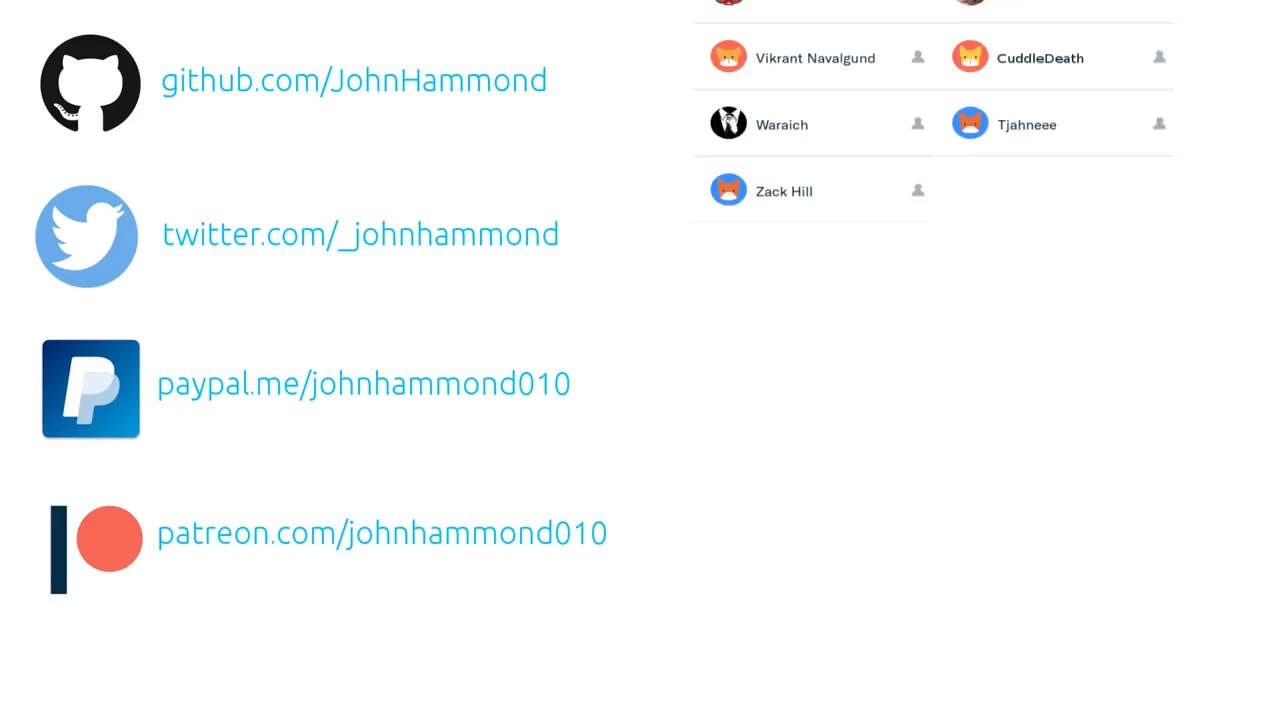 github.com/JohnHammond
twitter.com/_johnhammond
paypal.me/johnhammond010
patreon.com/johnhammond010
Vikrant Navalgund
CuddleDeath
Waraich
Tjahneee
Zack Hill